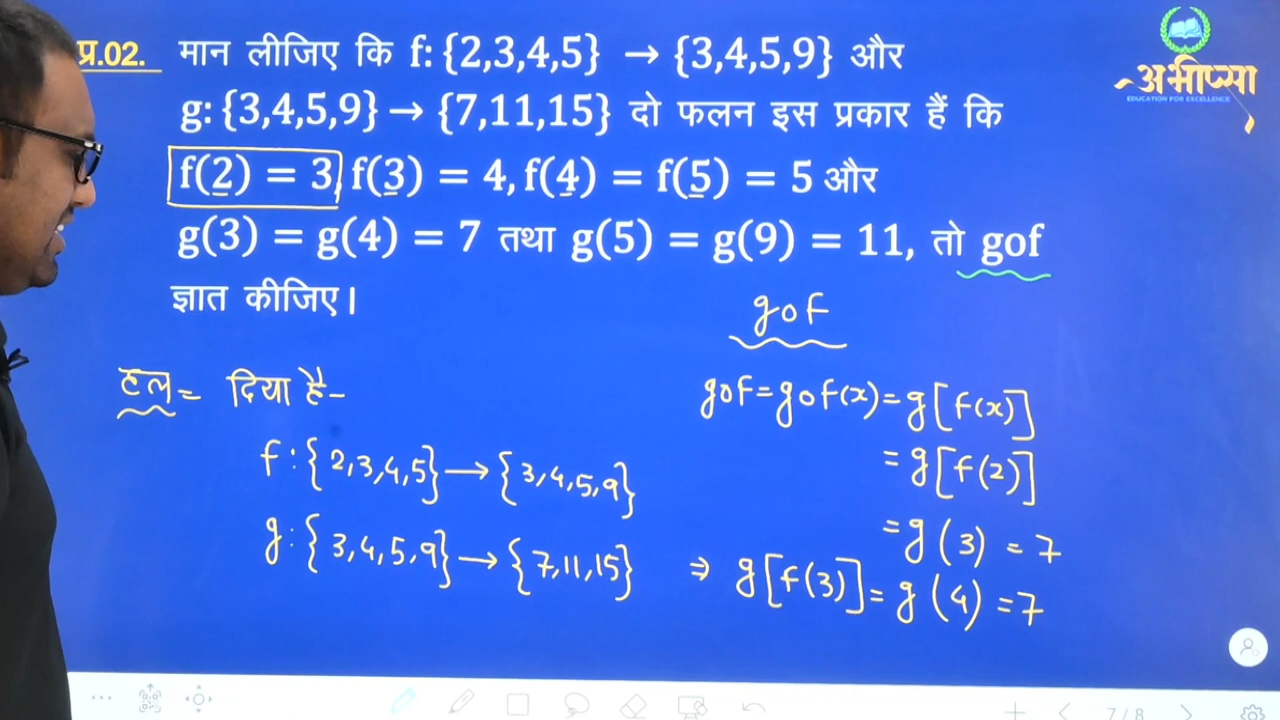 प्र.02. मान लीजिए कि f: {2,3,4,5} → {3,4,5,9} और
g: {3,4,5,9} → {7,11,15} दो फलन इस प्रकार हैं कि
f(2) = 3, f(3) = 4, f(4) = f(5) = 5 और
g(3) = g(4) = 7 तथा g(5) = g(9) = 11, तो gof
ज्ञात कीजिए।
अभीप्सा
EDUCATION FOR EXCELLENCE
gof
हल= दिया है-
f : {2,3,4,5} → {3,4,5,9}
g : {3,4,5,9} → {7,11,15}
gof = gof(x) = g[f(x)]
= g[f(2)]
= g(3) = 7
⇒ g[f(3)] = g(4) = 7
7 / 8